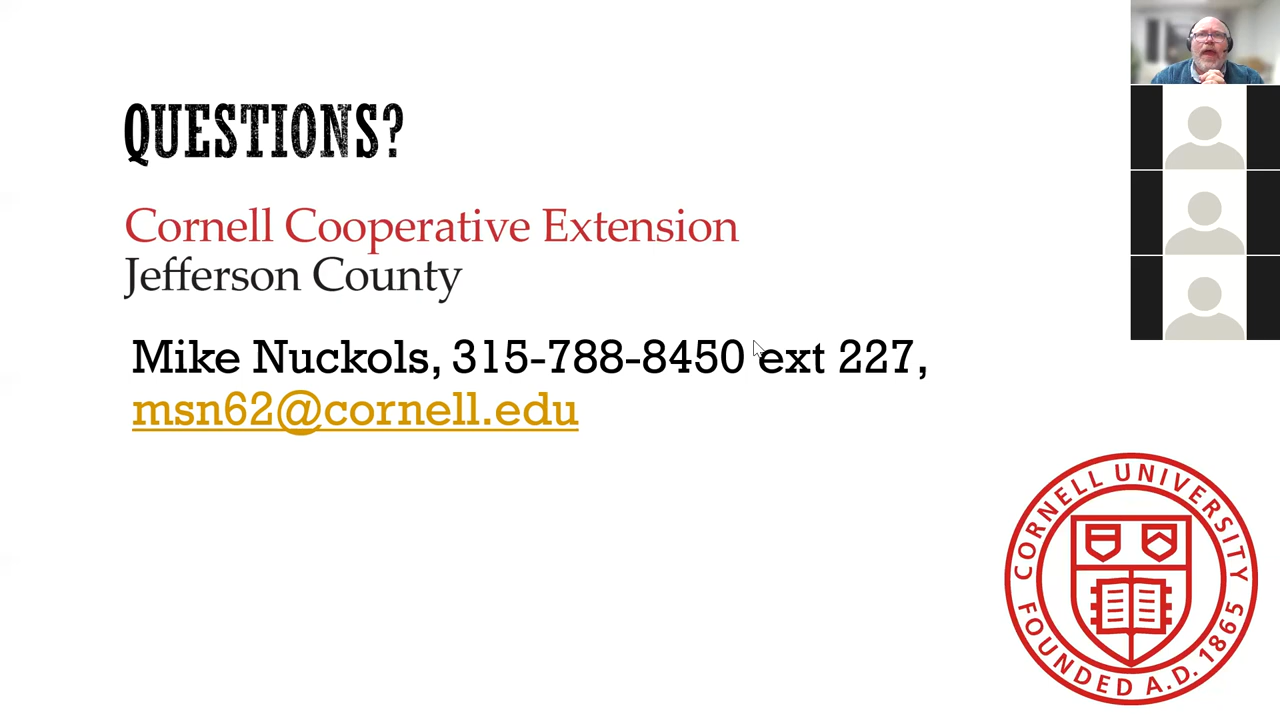 QUESTIONS?
Cornell Cooperative Extension
Jefferson County
Mike Nuckols, 315-788-8450 ext 227,
msn62@cornell.edu
CORNELL UNIVERSITY
FOUNDED A.D. 1865